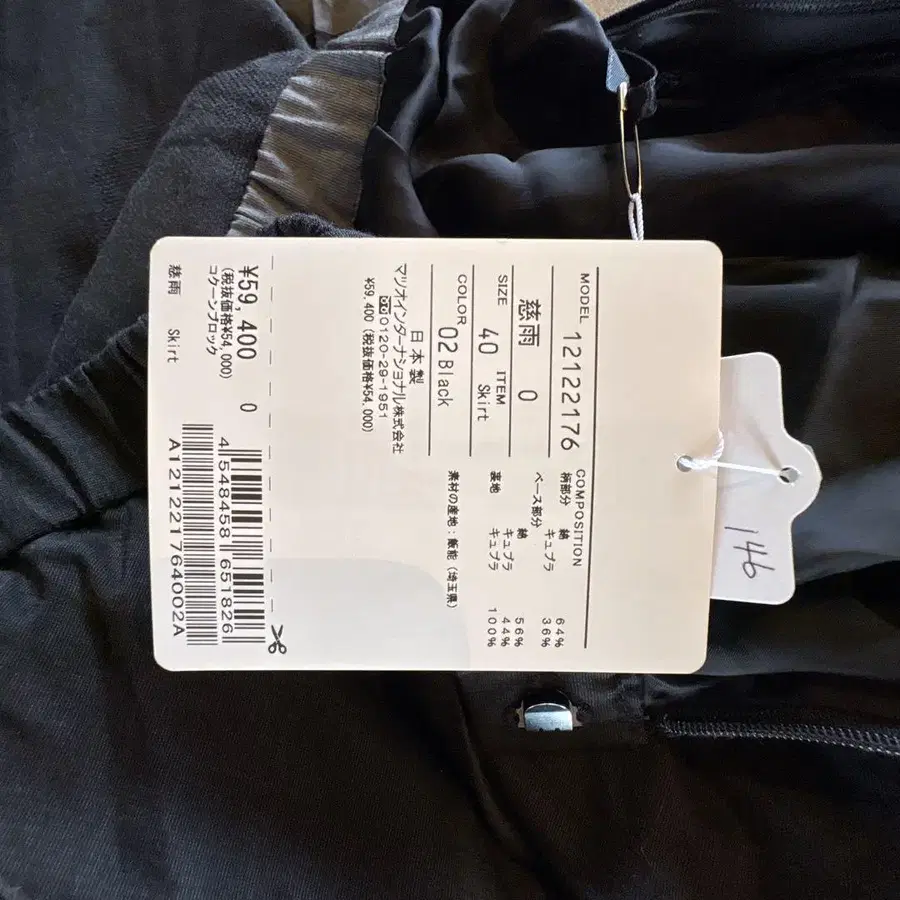 MODEL 12122176
慈雨 0
SIZE 40 ITEM Skirt
COLOR 02 Black
日本製
マツオインターナショナル株式会社
0120-29-1951
¥59,400 (税抜価格¥54,000)
COMPOSITION
柄部分 綿 64%
キュプラ 36%
ベース部分 綿 56%
キュプラ 44%
裏地 キュプラ 100%
素材の産地：飯能 (埼玉県)
¥59,400 0
(税抜価格¥54,000)
コクーンブロック
慈雨 Skirt
4 548458 651826
A121221764002A
146